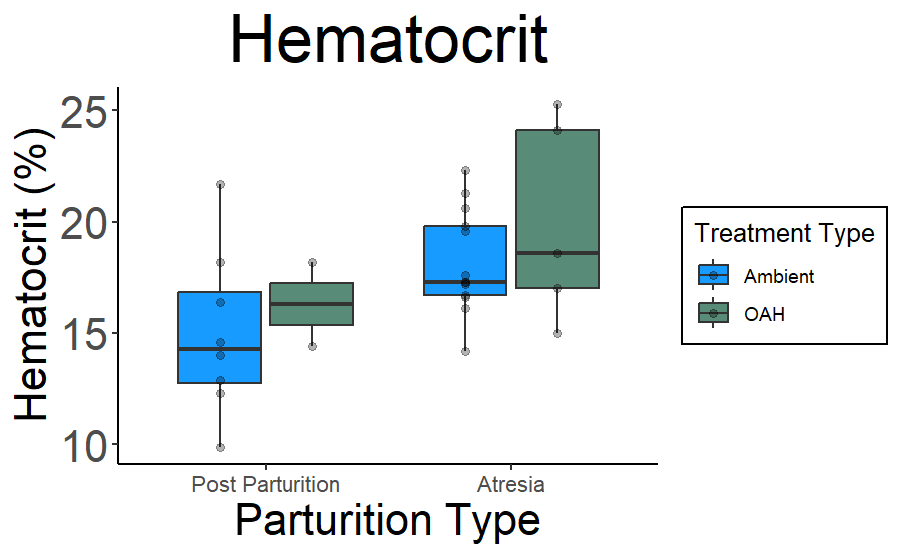 Hematocrit
Hematocrit (%)
25
20
15
10
Post Parturition
Atresia
Parturition Type
Treatment Type
Ambient
OAH